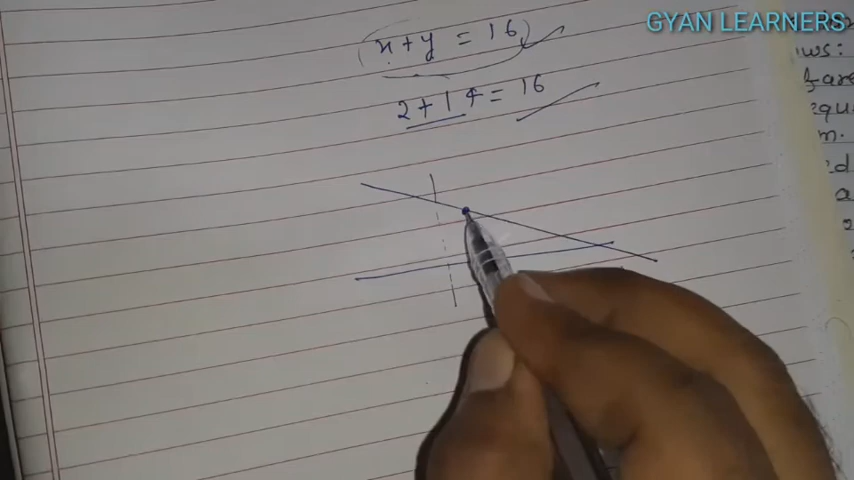 GYAN LEARNERS
(x+y = 16)
2+14 = 16